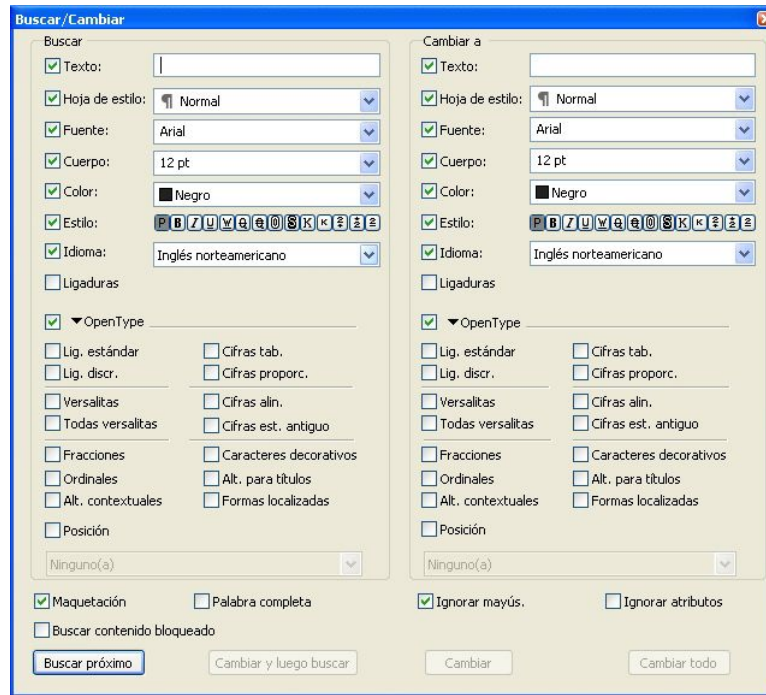 Buscar/Cambiar
Buscar
Texto:
Hoja de estilo: ¶ Normal
Fuente: Arial
Cuerpo: 12 pt
Color: Negro
Estilo: P B I U W Q Q O S K K 2 2 2
Idioma: Inglés norteamericano
Ligaduras
OpenType
Lig. estándar Cifras tab.
Lig. discr. Cifras proporc.
Versalitas Cifras alin.
Todas versalitas Cifras est. antiguo
Fracciones Caracteres decorativos
Ordinales Alt. para títulos
Alt. contextuales Formas localizadas
Posición
Ninguno(a)
Cambiar a
Texto:
Hoja de estilo: ¶ Normal
Fuente: Arial
Cuerpo: 12 pt
Color: Negro
Estilo: P B I U W Q Q O S K K 2 2 2
Idioma: Inglés norteamericano
Ligaduras
OpenType
Lig. estándar Cifras tab.
Lig. discr. Cifras proporc.
Versalitas Cifras alin.
Todas versalitas Cifras est. antiguo
Fracciones Caracteres decorativos
Ordinales Alt. para títulos
Alt. contextuales Formas localizadas
Posición
Ninguno(a)
Maquetación Palabra completa Ignorar mayús. Ignorar atributos
Buscar contenido bloqueado
Buscar próximo Cambiar y luego buscar Cambiar Cambiar todo